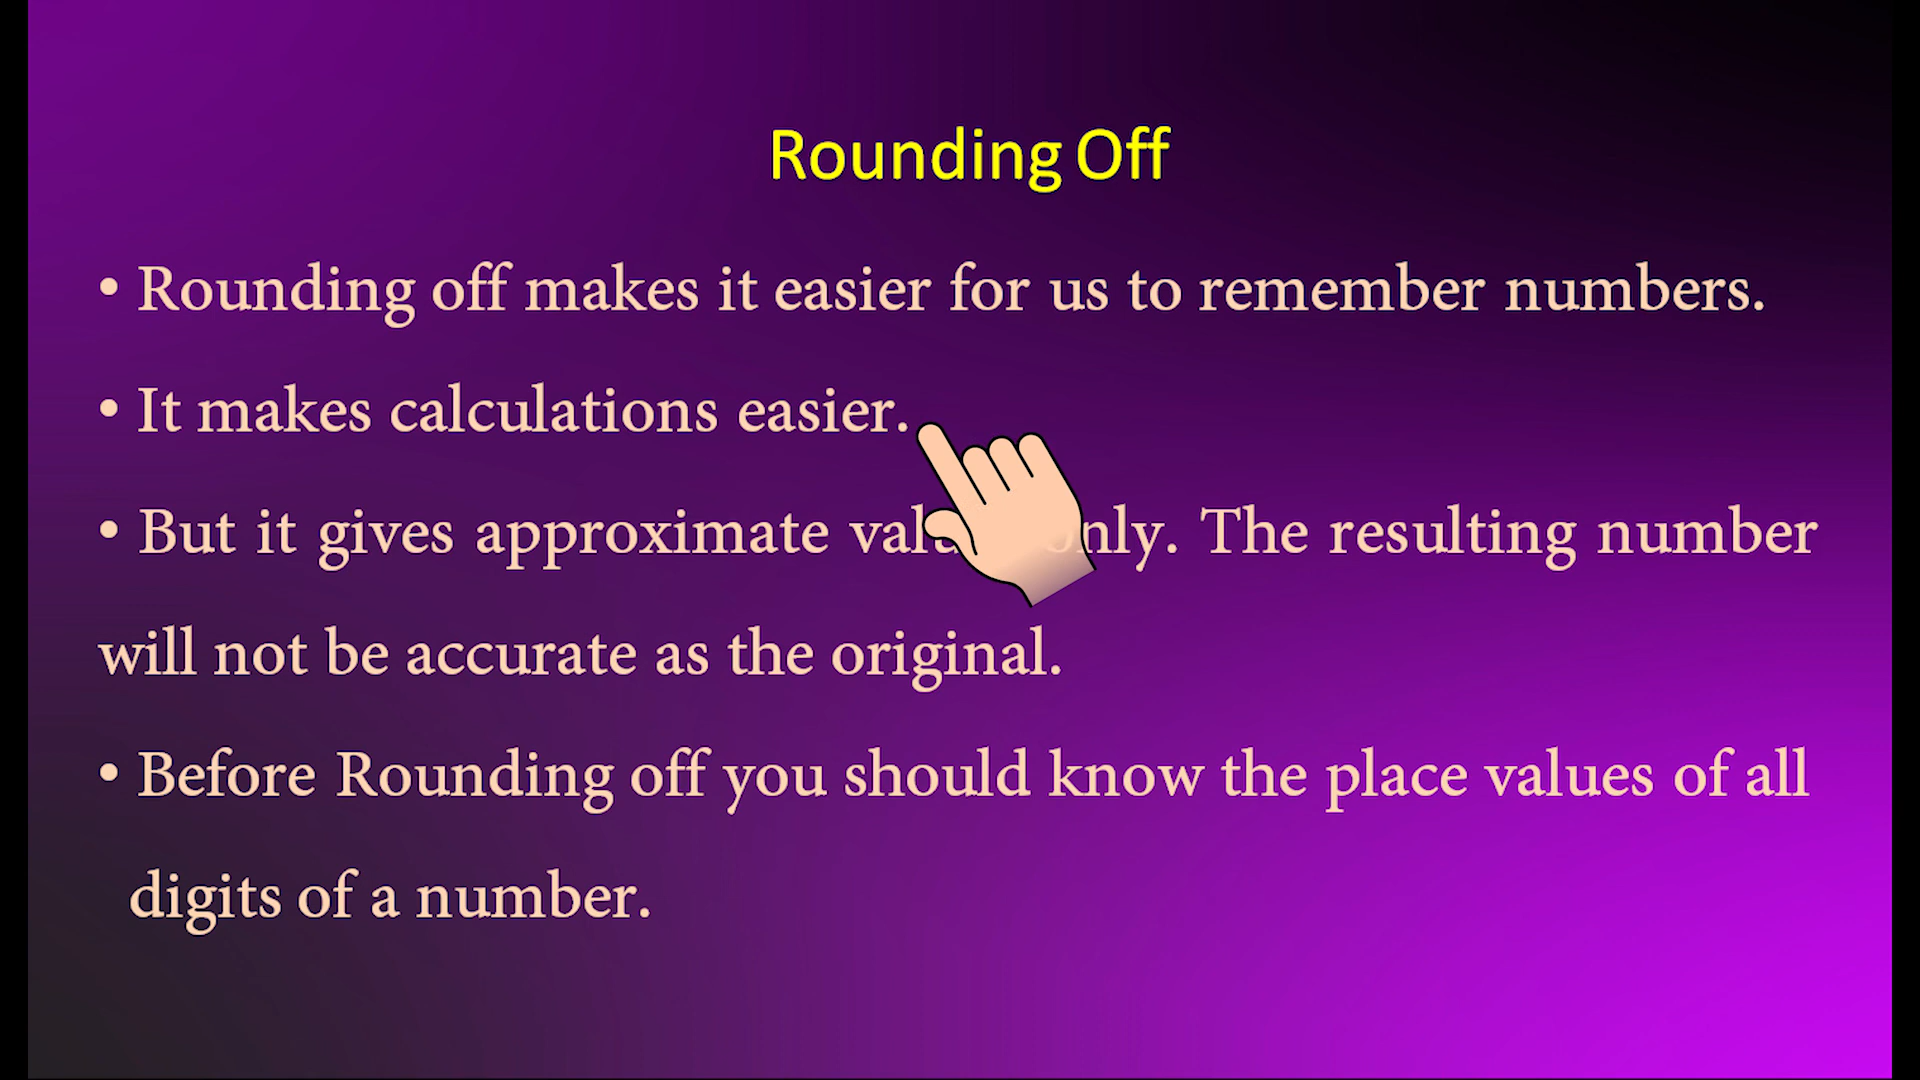 Rounding Off
• Rounding off makes it easier for us to remember numbers.
• It makes calculations easier.
• But it gives approximate only. The resulting number
will not be accurate as the original.
• Before Rounding off you should know the place values of all
digits of a number.